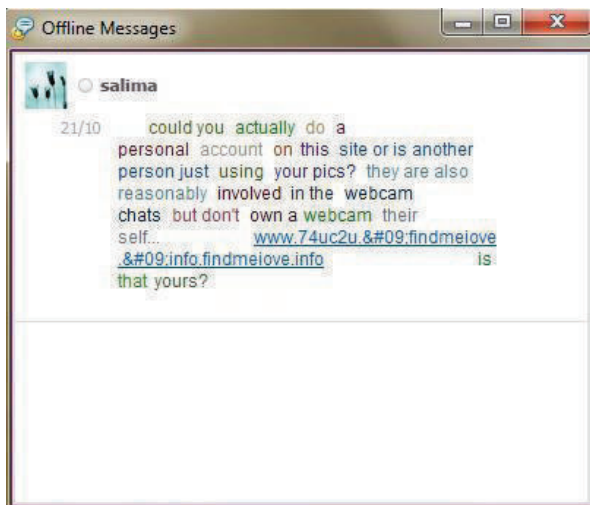 Offline Messages
salima
21/10 could you actually do a
personal account on this site or is another
person just using your pics? they are also
reasonably involved in the webcam
chats but don't own a webcam their
self... www.74uc2u.&#09;findmeiove
.&#09;info.findmeiove.info is
that yours?